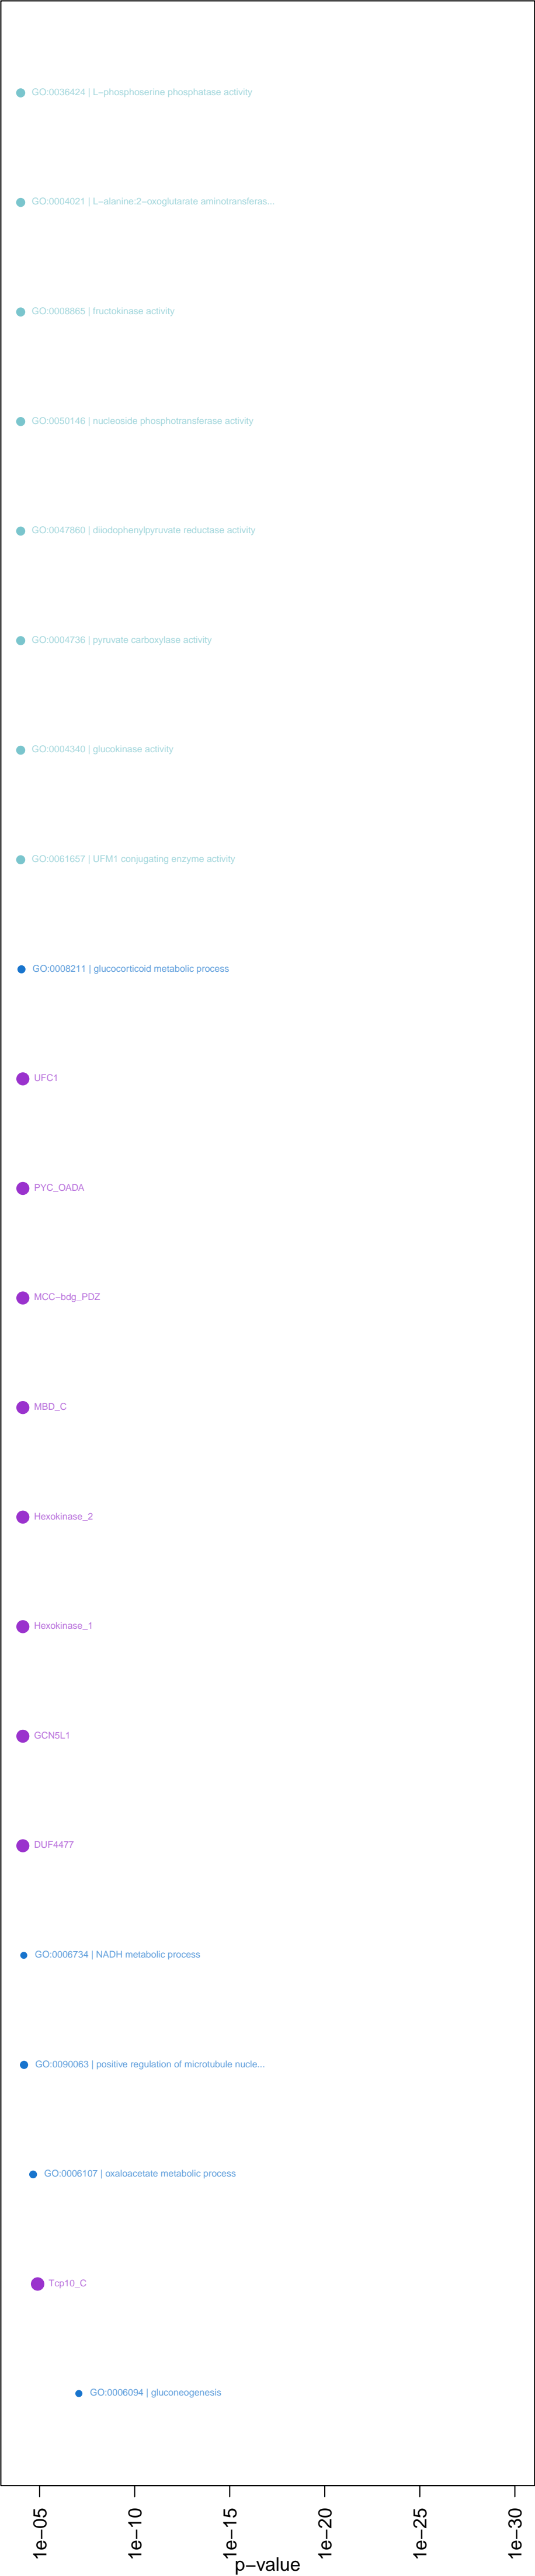 GO:0036424 | L−phosphoserine phosphatase activity
GO:0004021 | L−alanine:2−oxoglutarate aminotransferas...
GO:0008865 | fructokinase activity
GO:0050146 | nucleoside phosphotransferase activity
GO:0047860 | diiodophenylpyruvate reductase activity
GO:0004736 | pyruvate carboxylase activity
GO:0004340 | glucokinase activity
GO:0061657 | UFM1 conjugating enzyme activity
GO:0008211 | glucocorticoid metabolic process
UFC1
PYC_OADA
MCC−bdg_PDZ
MBD_C
Hexokinase_2
Hexokinase_1
GCN5L1
DUF4477
GO:0006734 | NADH metabolic process
GO:0090063 | positive regulation of microtubule nucle...
GO:0006107 | oxaloacetate metabolic process
Tcp10_C
GO:0006094 | gluconeogenesis
1e−05
1e−10
1e−15
1e−20
1e−25
1e−30
p−value